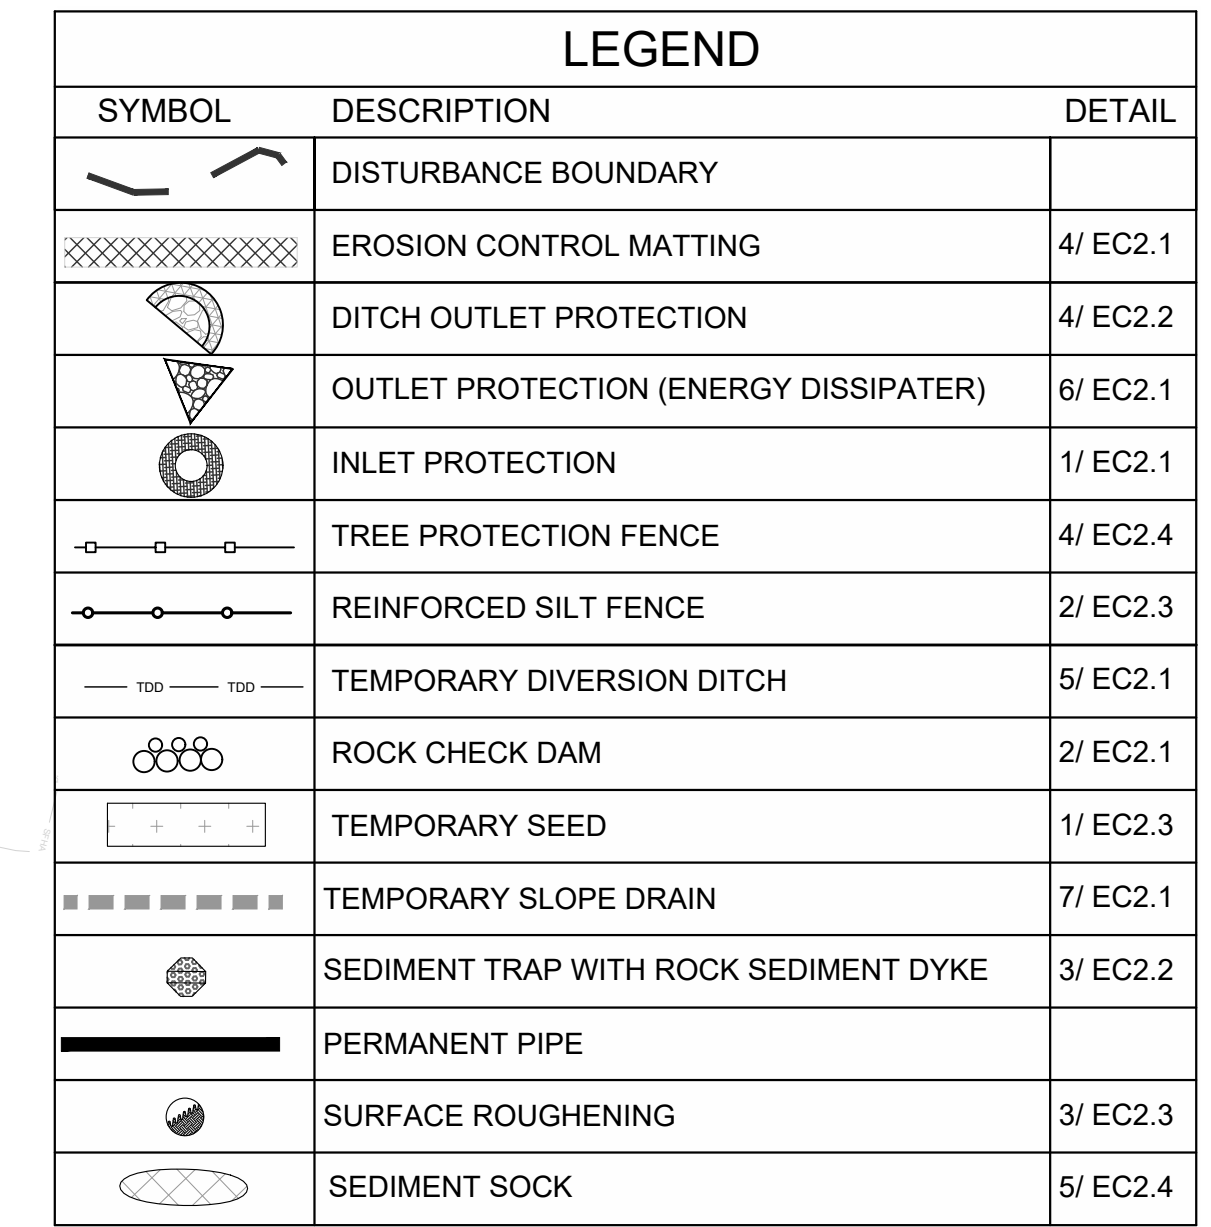 LEGEND
SYMBOL DESCRIPTION DETAIL
DISTURBANCE BOUNDARY
EROSION CONTROL MATTING 4/ EC2.1
DITCH OUTLET PROTECTION 4/ EC2.2
OUTLET PROTECTION (ENERGY DISSIPATER) 6/ EC2.1
INLET PROTECTION 1/ EC2.1
TREE PROTECTION FENCE 4/ EC2.4
REINFORCED SILT FENCE 2/ EC2.3
TDD TDD TEMPORARY DIVERSION DITCH 5/ EC2.1
ROCK CHECK DAM 2/ EC2.1
TEMPORARY SEED 1/ EC2.3
TEMPORARY SLOPE DRAIN 7/ EC2.1
SEDIMENT TRAP WITH ROCK SEDIMENT DYKE 3/ EC2.2
PERMANENT PIPE
SURFACE ROUGHENING 3/ EC2.3
SEDIMENT SOCK 5/ EC2.4